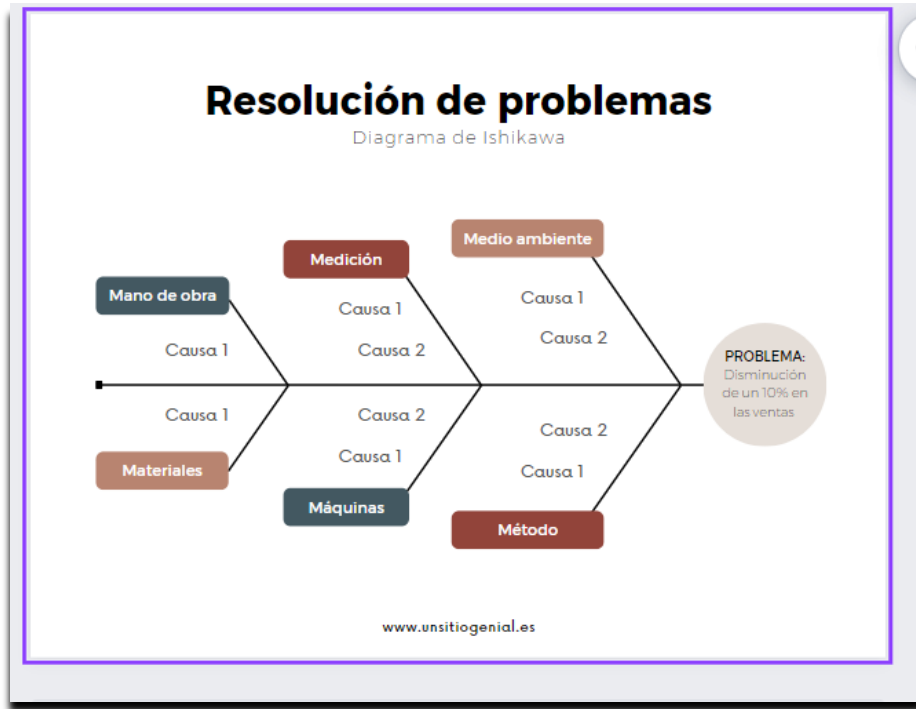 Resolución de problemas
Diagrama de Ishikawa
Medio ambiente
Medición
Mano de obra
Causa 1
Causa 1
Causa 2
Causa 1
Causa 2
PROBLEMA:
Disminución
de un 10% en
las ventas
Causa 1
Causa 2
Causa 2
Causa 1
Causa 1
Materiales
Máquinas
Método
www.unsitiogenial.es